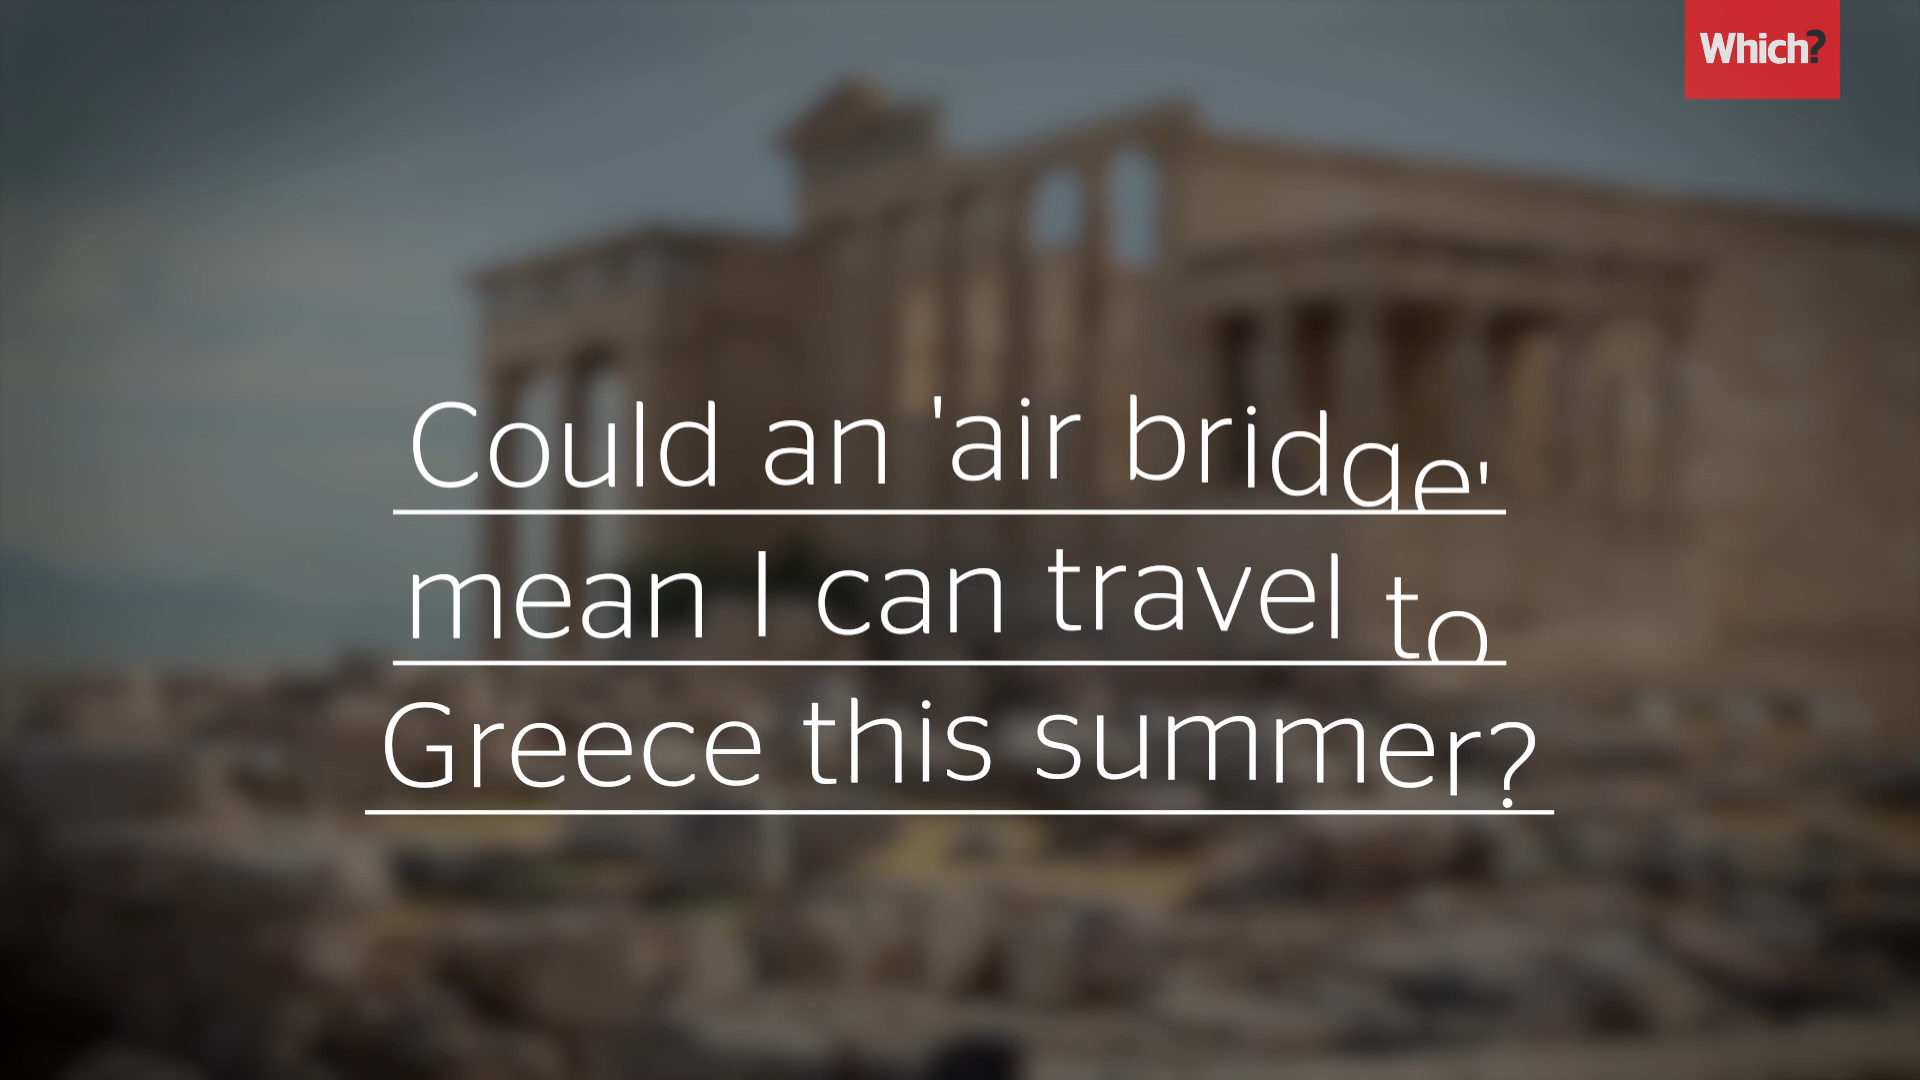 Which?
Could an 'air bridge'
mean I can travel to
Greece this summer?